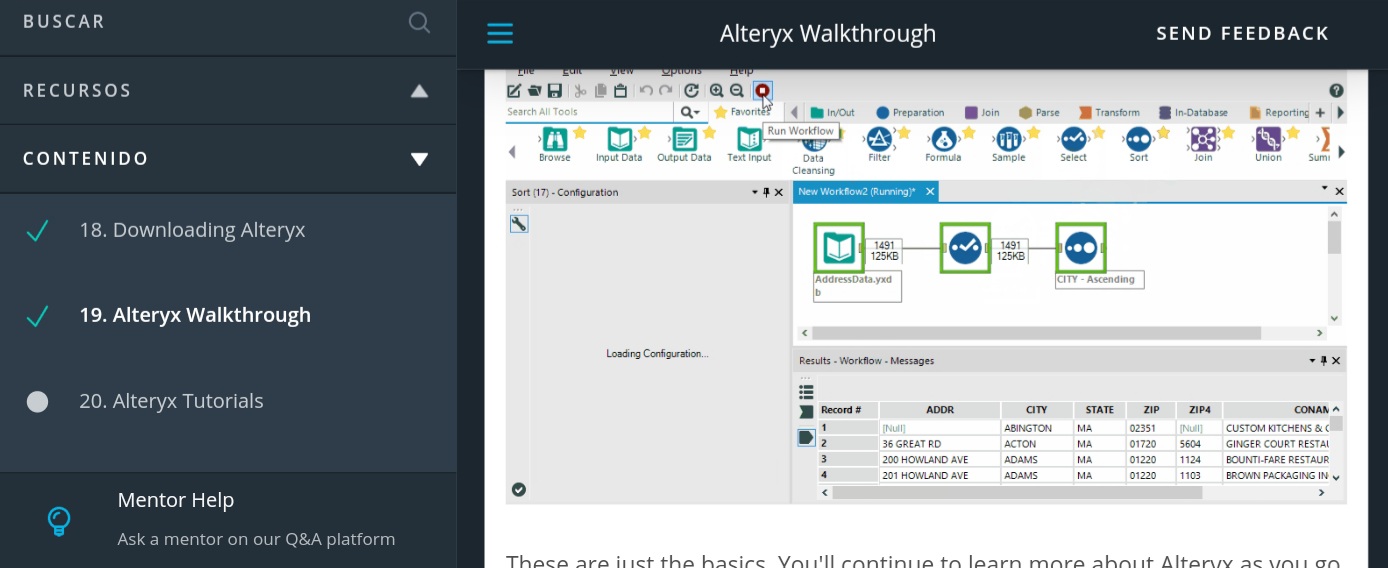 BUSCAR
RECURSOS
CONTENIDO
18. Downloading Alteryx
19. Alteryx Walkthrough
20. Alteryx Tutorials
Mentor Help
Ask a mentor on our Q&A platform
Alteryx Walkthrough
SEND FEEDBACK
File Edit View Options Help
Search All Tools
Favorites
In/Out Preparation Join Parse Transform In-Database Reporting
Run Workflow
Browse Input Data Output Data Text Input Data Cleansing Filter Formula Sample Select Sort Join Union
Sort (17) - Configuration
New Workflow2 (Running)*
Loading Configuration...
1491
125KB
1491
125KB
AddressData.yxd
b
CITY - Ascending
Results - Workflow - Messages
Record # ADDR CITY STATE ZIP ZIP4 CONAM
1 [Null] ABINGTON MA 02351 [Null] CUSTOM KITCHENS &
2 36 GREAT RD ACTON MA 01720 5604 GINGER COURT RESTAU
3 200 HOWLAND AVE ADAMS MA 01220 1124 BOUNTI-FARE RESTAUR
4 201 HOWLAND AVE ADAMS MA 01220 1103 BROWN PACKAGING IN
These are just the basics. You'll continue to learn more about Alteryx as you go